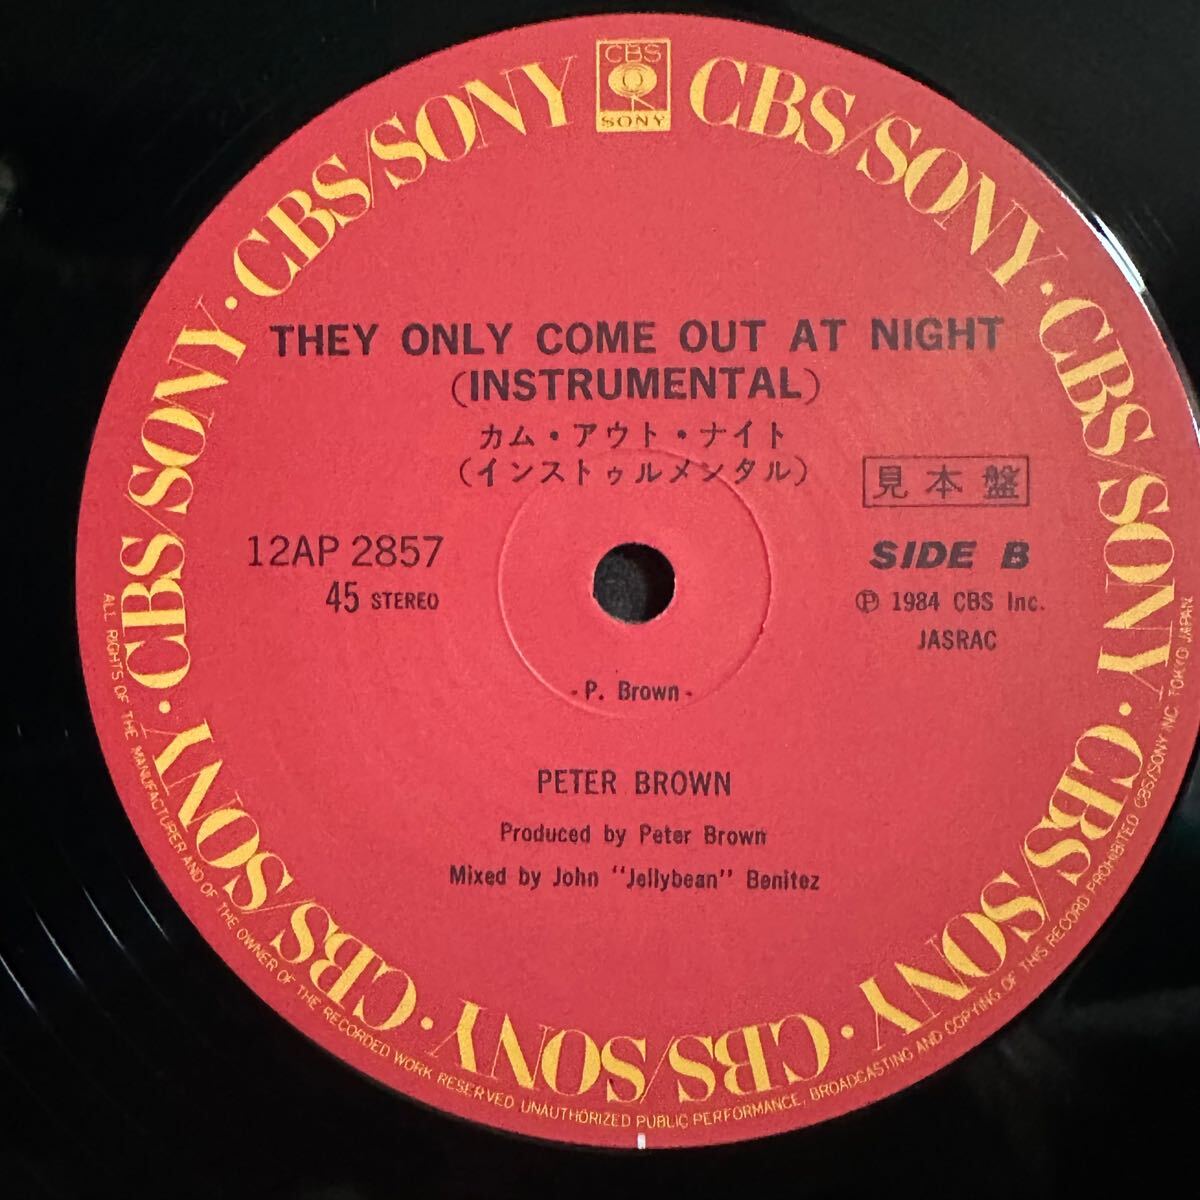 CBS
SONY
CBS/SONY · CBS/SONY · CBS/SONY · CBS/SONY · CBS/SONY · CBS/SONY · CBS/SONY · CBS/SONY
THEY ONLY COME OUT AT NIGHT
(INSTRUMENTAL)
カム・アウト・ナイト
(インストゥルメンタル)
見本盤
12AP 2857
45 STEREO
SIDE B
Ⓟ 1984 CBS Inc.
JASRAC
- P. Brown -
PETER BROWN
Produced by Peter Brown
Mixed by John "Jellybean" Benitez
ALL RIGHTS OF THE MANUFACTURER AND OF THE OWNER OF THE RECORDED WORK RESERVED UNAUTHORIZED PUBLIC PERFORMANCE, BROADCASTING AND COPYING OF THIS RECORD PROHIBITED CBS/SONY INC. TOKYO JAPAN